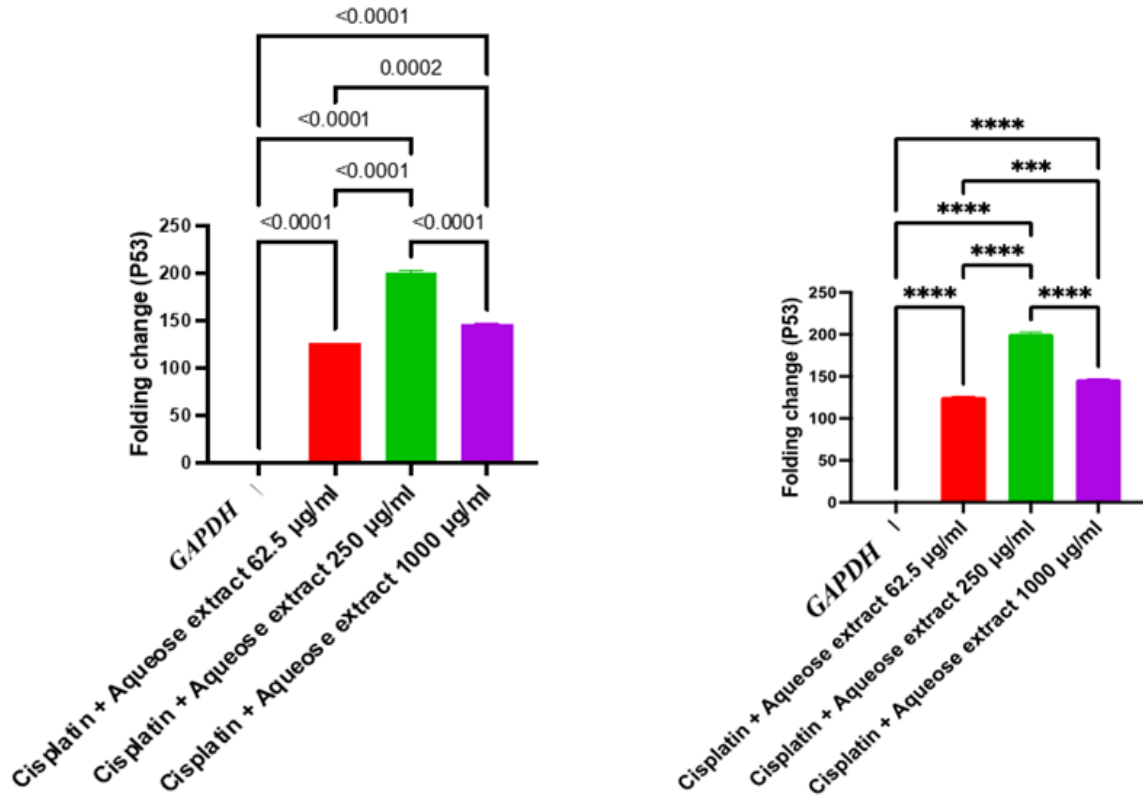 <0.0001
0.0002
<0.0001
<0.0001
<0.0001
<0.0001
Folding change (P53)
250
200
150
100
50
0
GAPDH
Cisplatin + Aqueose extract 62.5 µg/ml
Cisplatin + Aqueose extract 250 µg/ml
Cisplatin + Aqueose extract 1000 µg/ml
****
***
****
****
****
****
Folding change (P53)
250
200
150
100
50
0
GAPDH
Cisplatin + Aqueose extract 62.5 µg/ml
Cisplatin + Aqueose extract 250 µg/ml
Cisplatin + Aqueose extract 1000 µg/ml